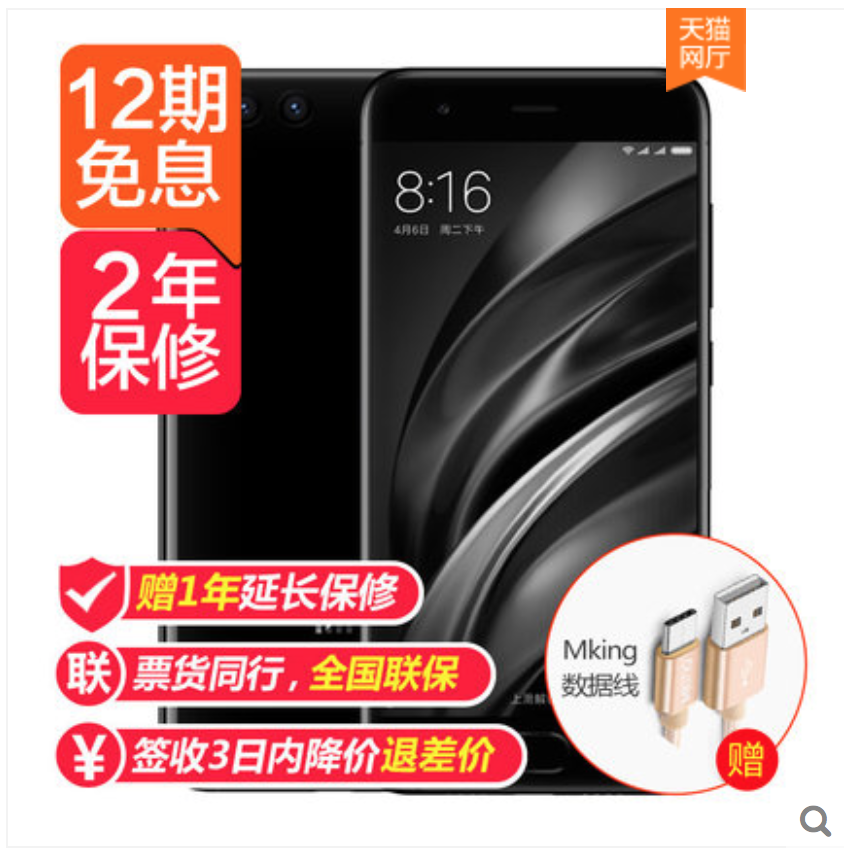 天猫
网厅
12期
免息
2年
保修
8:16
4月6日 周二下午
赠1年延长保修
联 票货同行,全国联保
¥ 签收3日内降价退差价
Mking
数据线
赠